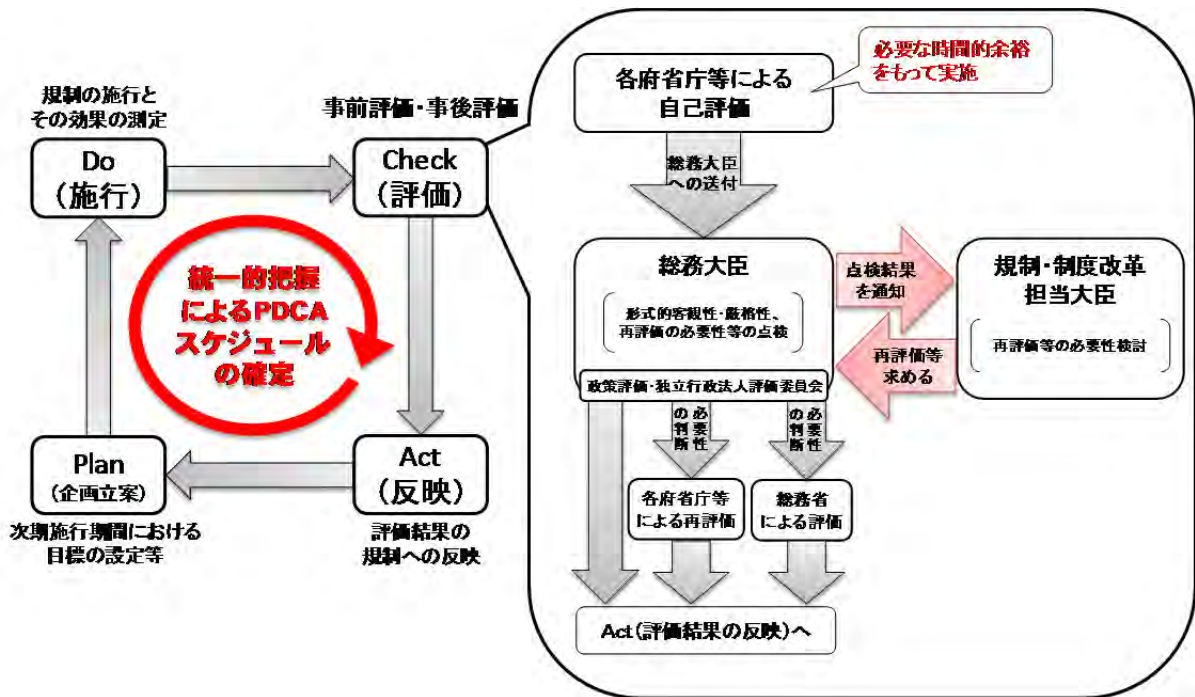 規制の施行と
その効果の測定
Do
(施行)
事前評価・事後評価
Check
(評価)
統一的把握
によるPDCA
スケジュール
の確定
Plan
(企画立案)
次期施行期間における
目標の設定等
Act
(反映)
評価結果の
規制への反映
各府省庁等による
自己評価
必要な時間的余裕
をもって実施
総務大臣
への送付
総務大臣
形式的客観性・厳格性、
再評価の必要性等の点検
政策評価・独立行政法人評価委員会
点検結果
を通知
再評価等
求める
規制・制度改革
担当大臣
再評価等の必要性検討
必要性
の判断
必要性
の判断
各府省庁等
による再評価
総務省
による評価
Act(評価結果の反映)へ